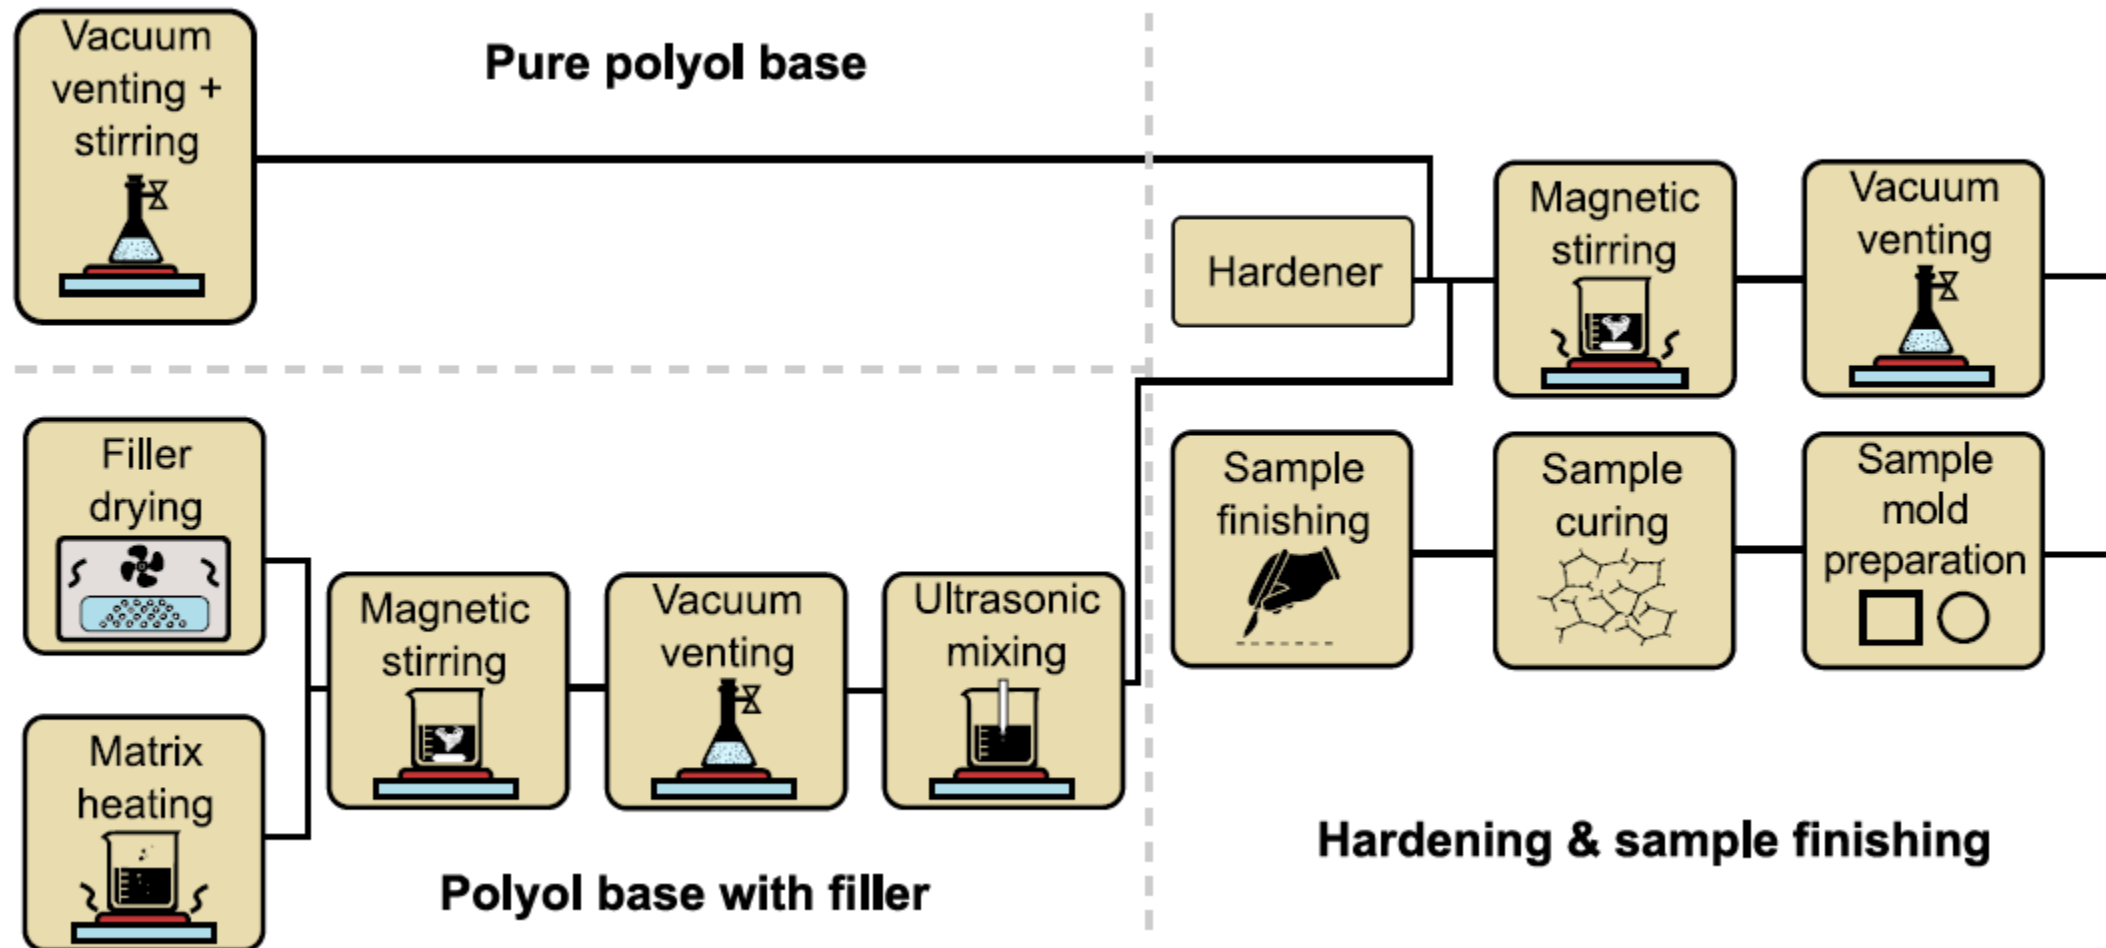 Vacuum
venting +
stirring
Pure polyol base
Filler
drying
Matrix
heating
Magnetic
stirring
Vacuum
venting
Ultrasonic
mixing
Polyol base with filler
Hardener
Magnetic
stirring
Vacuum
venting
Sample
mold
preparation
Sample
curing
Sample
finishing
Hardening & sample finishing